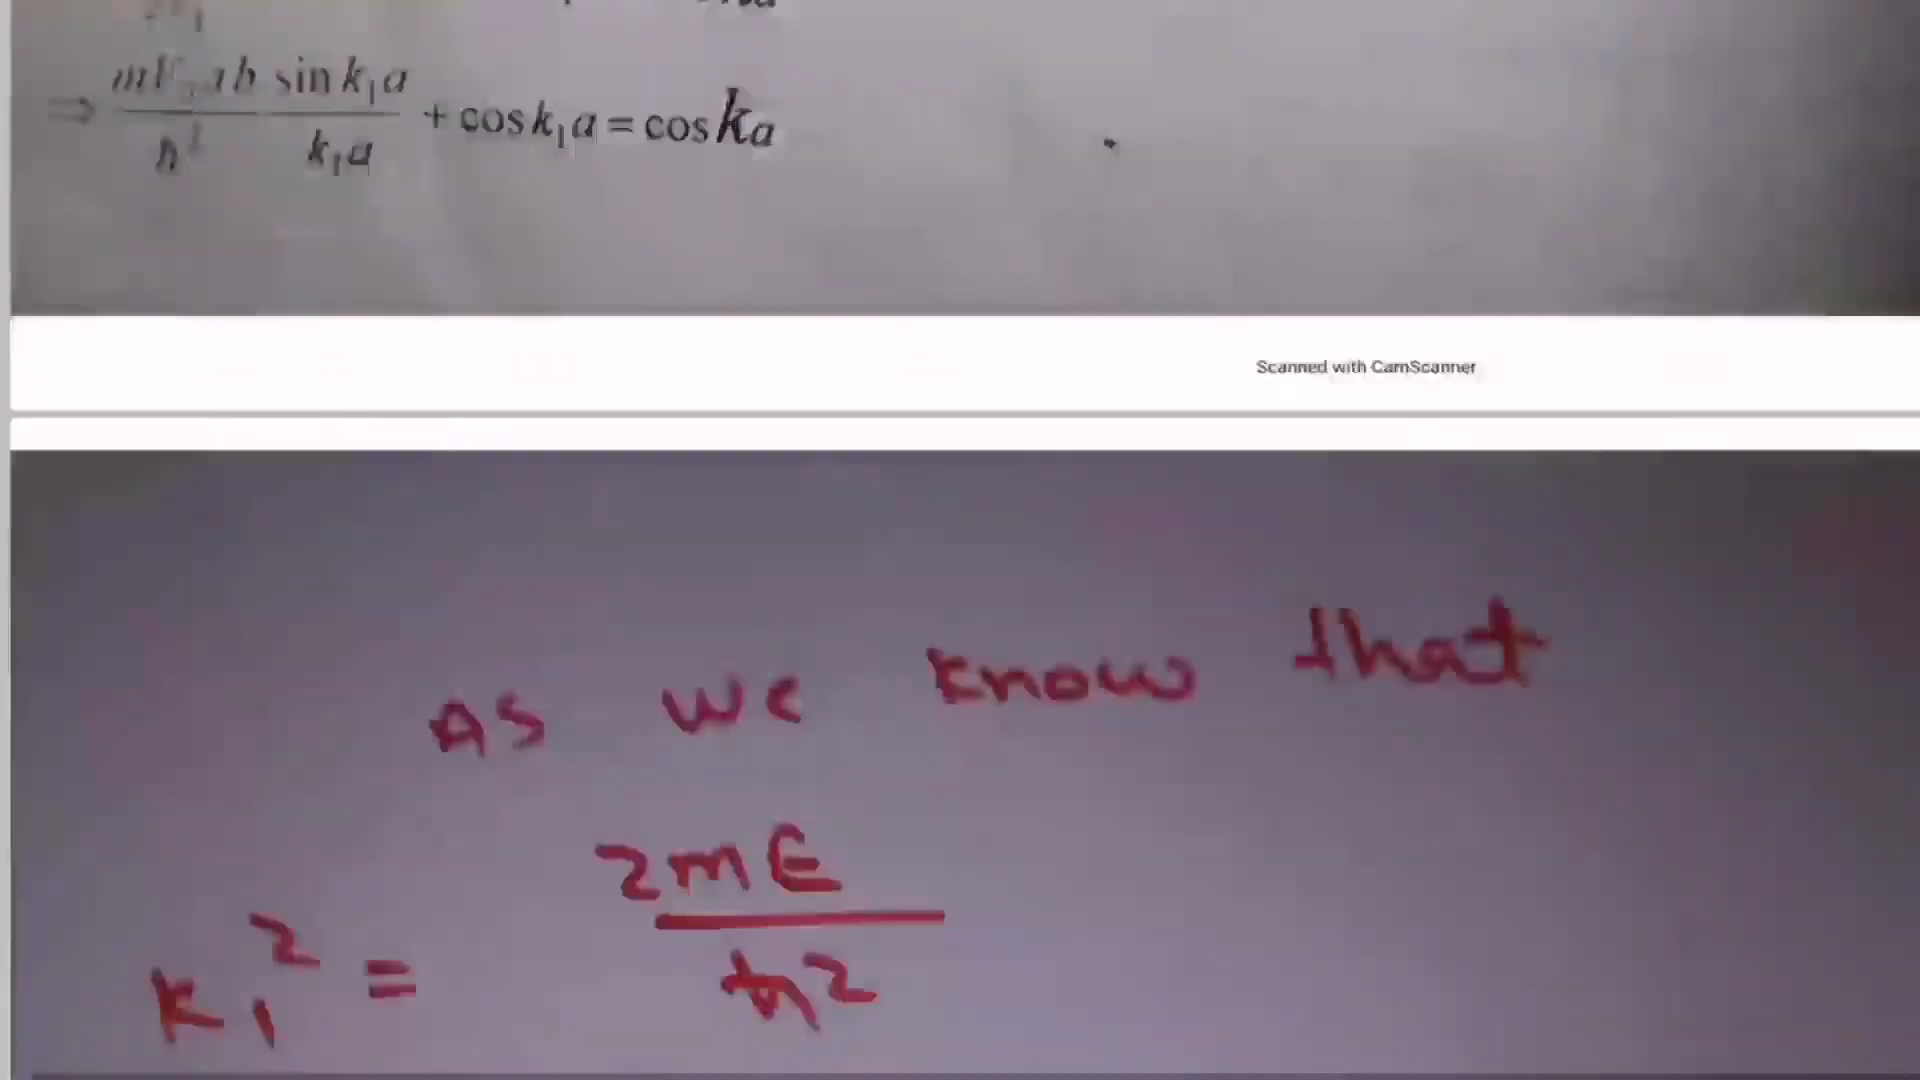 ⇒ mV₀ab/ħ² sin k₁a/k₁a + cos k₁a = cos ka
Scanned with CamScanner
As we know that
k₁² = 2mE/ħ²